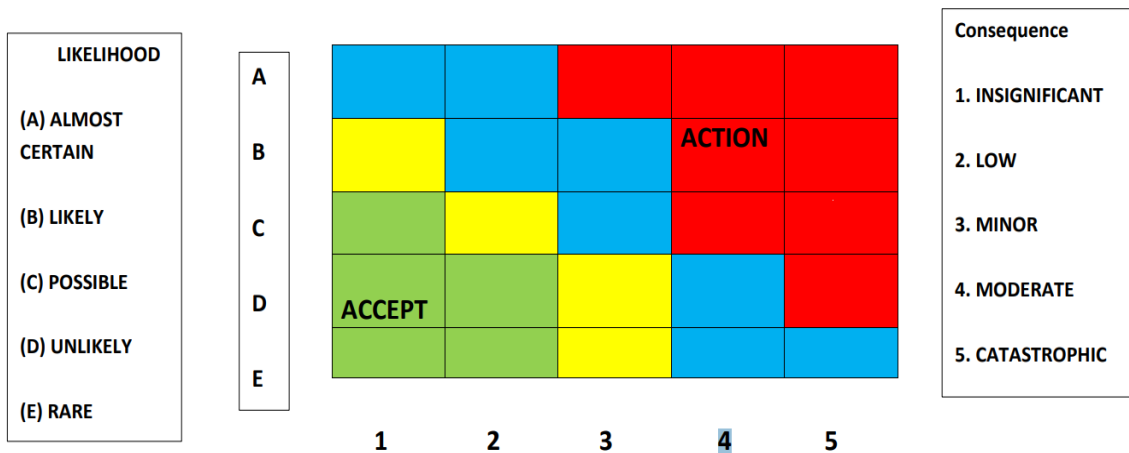 LIKELIHOOD
(A) ALMOST
CERTAIN
(B) LIKELY
(C) POSSIBLE
(D) UNLIKELY
(E) RARE
A
B
C
D
E
ACTION
ACCEPT
1 2 3 4 5
Consequence
1. INSIGNIFICANT
2. LOW
3. MINOR
4. MODERATE
5. CATASTROPHIC